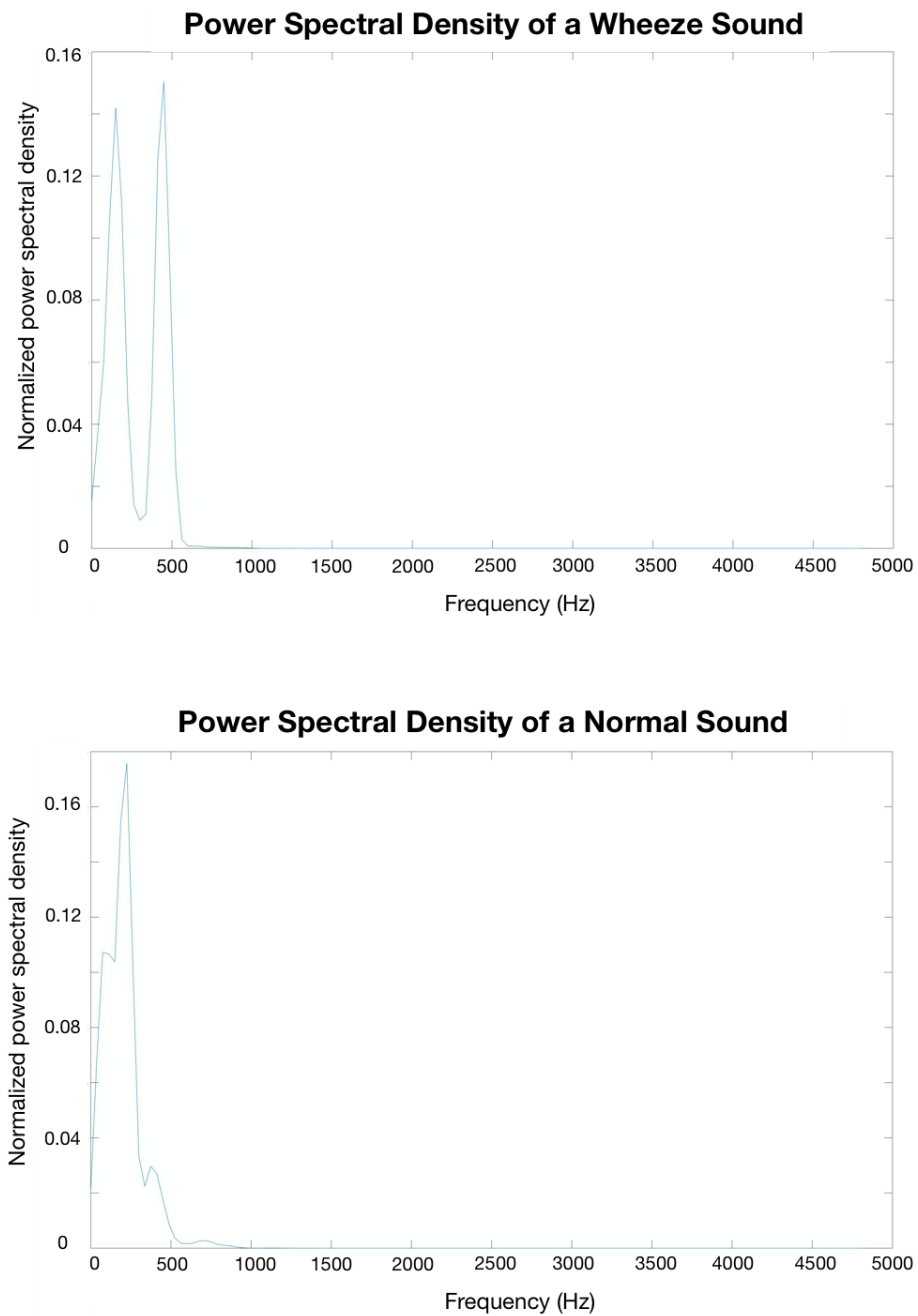 Power Spectral Density of a Wheeze Sound
0.16
0.12
0.08
0.04
0
Normalized power spectral density
0 500 1000 1500 2000 2500 3000 3500 4000 4500 5000
Frequency (Hz)
Power Spectral Density of a Normal Sound
0.16
0.12
0.08
0.04
0
Normalized power spectral density
0 500 1000 1500 2000 2500 3000 3500 4000 4500 5000
Frequency (Hz)